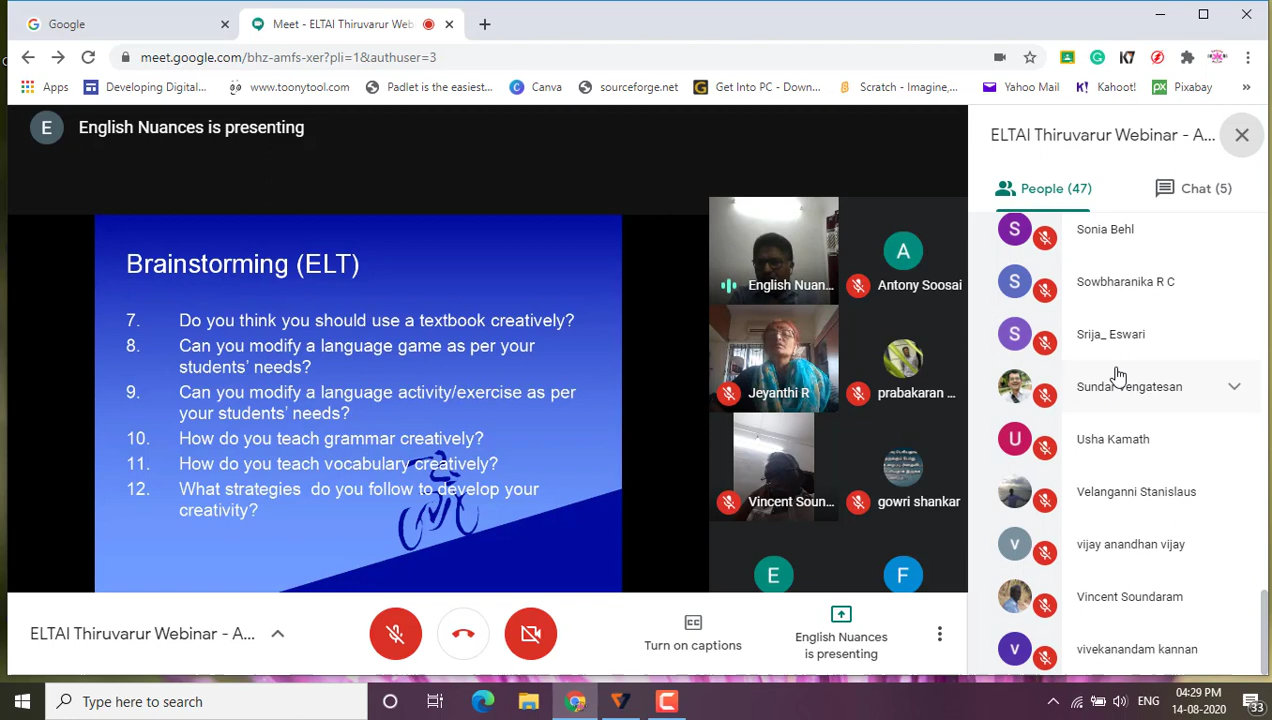 Google
Meet - ELTAI Thiruvarur Web
meet.google.com/bhz-amfs-xer?pli=1&authuser=3
Apps
Developing Digital...
www.tonytool.com
Padlet is the easiest...
Canva
sourceforge.net
Get Into PC - Down...
Scratch - Imagine,...
Yahoo Mail
Kahoot!
Pixabay
E
English Nuances is presenting
ELTAI Thiruvarur Webinar - A...
People (47)
Chat (5)
Brainstorming (ELT)
7. Do you think you should use a textbook creatively?
8. Can you modify a language game as per your
students' needs?
9. Can you modify a language activity/exercise as per
your students' needs?
10. How do you teach grammar creatively?
11. How do you teach vocabulary creatively?
12. What strategies do you follow to develop your
creativity?
English Nuan...
A
Antony Soosai
Jeyanthi R
prabakaran ...
Vincent Soun...
gowri shankar
E
F
S
Sonia Behl
S
Sowbharanika R C
S
Srija_ Eswari
Sundar Vengatesan
U
Usha Kamath
Velanganni Stanislaus
v
vijay anandhan vijay
Vincent Soundaram
v
vivekanandam kannan
ELTAI Thiruvarur Webinar - A...
Turn on captions
English Nuances
is presenting
Type here to search
ENG
04:29 PM
14-08-2020
33